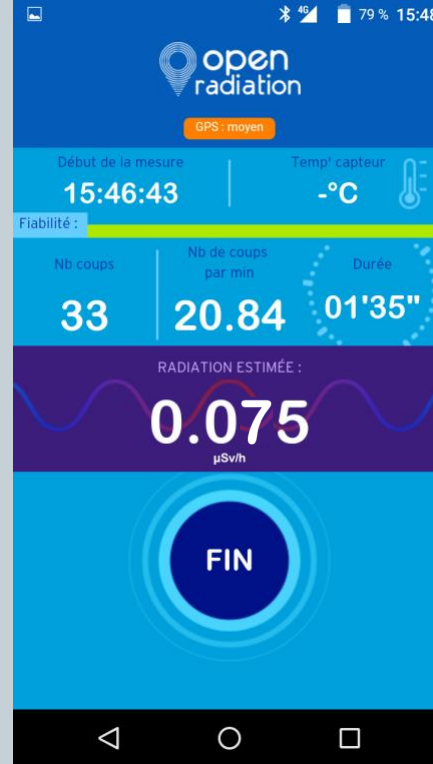 4G 79 % 15:48
open
radiation
GPS : moyen
Début de la mesure
15:46:43
Temp' capteur
-°C
Fiabilité :
Nb coups
33
Nb de coups
par min
20.84
Durée
01'35"
RADIATION ESTIMÉE :
0.075
µSv/h
FIN